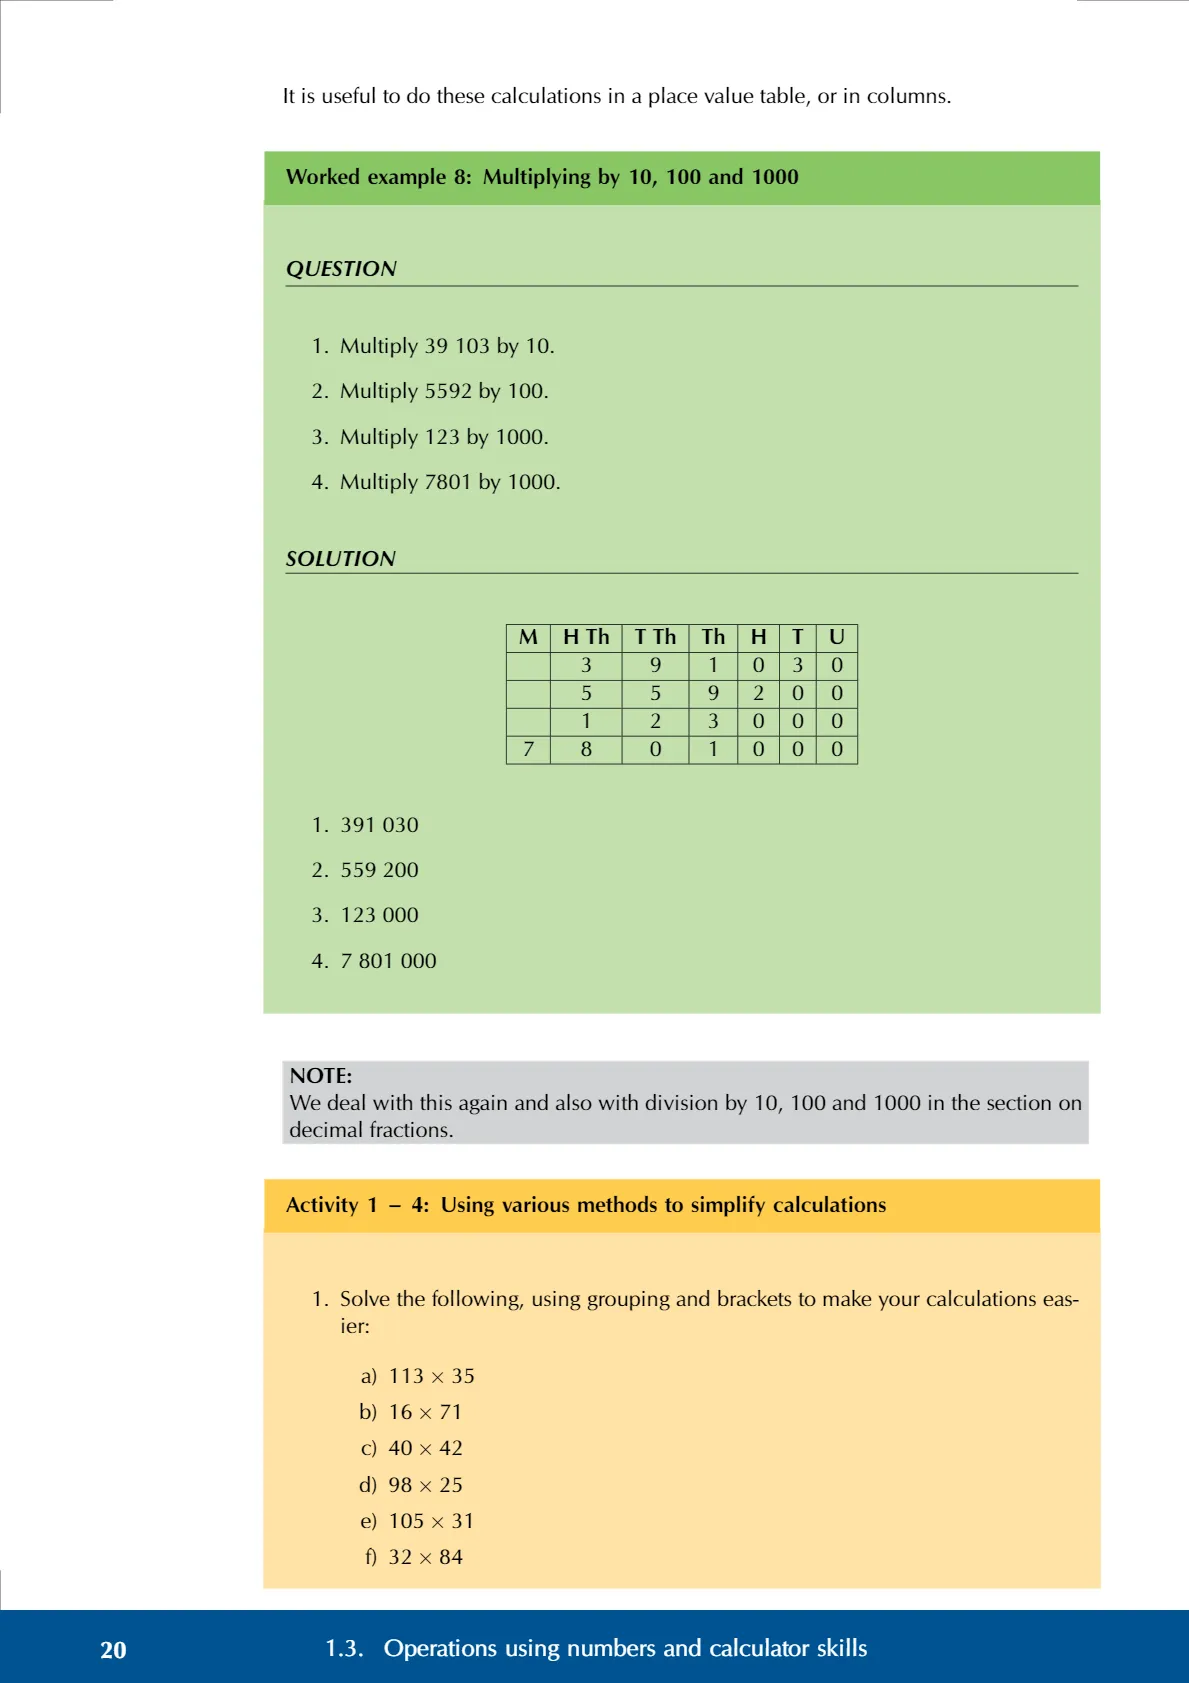 It is useful to do these calculations in a place value table, or in columns.
Worked example 8: Multiplying by 10, 100 and 1000
QUESTION
1. Multiply 39 103 by 10.
2. Multiply 5592 by 100.
3. Multiply 123 by 1000.
4. Multiply 7801 by 1000.
SOLUTION
M H Th T Th Th H T U
3 9 1 0 3 0
5 5 9 2 0 0
1 2 3 0 0 0
7 8 0 1 0 0 0
1. 391 030
2. 559 200
3. 123 000
4. 7 801 000
NOTE:
We deal with this again and also with division by 10, 100 and 1000 in the section on
decimal fractions.
Activity 1 – 4: Using various methods to simplify calculations
1. Solve the following, using grouping and brackets to make your calculations eas-
ier:
a) 113 × 35
b) 16 × 71
c) 40 × 42
d) 98 × 25
e) 105 × 31
f) 32 × 84
20 1.3. Operations using numbers and calculator skills